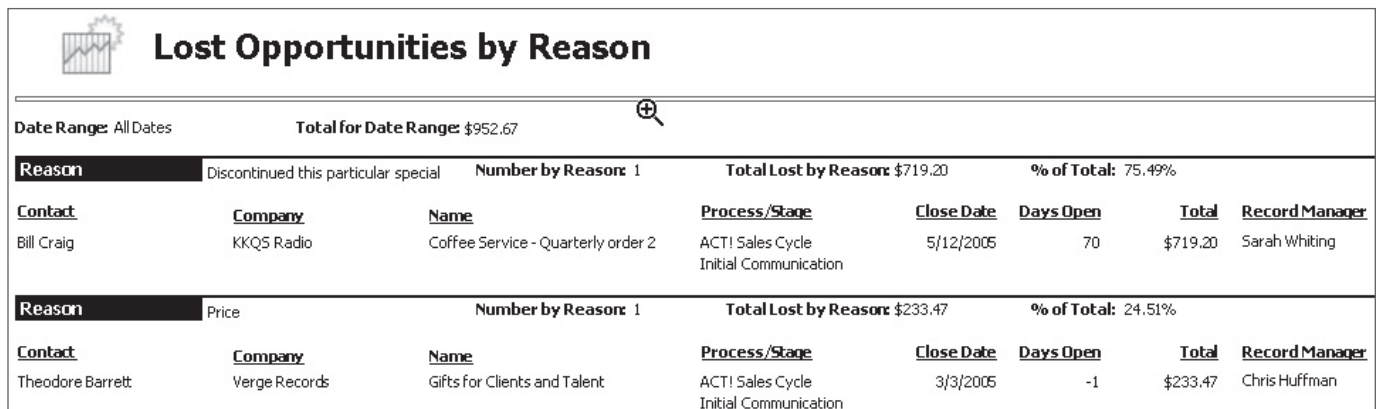 Lost Opportunities by Reason
Date Range: All Dates Total for Date Range: $952.67
Reason Discontinued this particular special Number by Reason: 1 Total Lost by Reason: $719.20 % of Total: 75.49%
Contact Company Name Process/Stage Close Date Days Open Total Record Manager
Bill Craig KKQS Radio Coffee Service - Quarterly order 2 ACT! Sales Cycle 5/12/2005 70 $719.20 Sarah Whiting
Initial Communication
Reason Price Number by Reason: 1 Total Lost by Reason: $233.47 % of Total: 24.51%
Contact Company Name Process/Stage Close Date Days Open Total Record Manager
Theodore Barrett Verge Records Gifts for Clients and Talent ACT! Sales Cycle 3/3/2005 -1 $233.47 Chris Huffman
Initial Communication